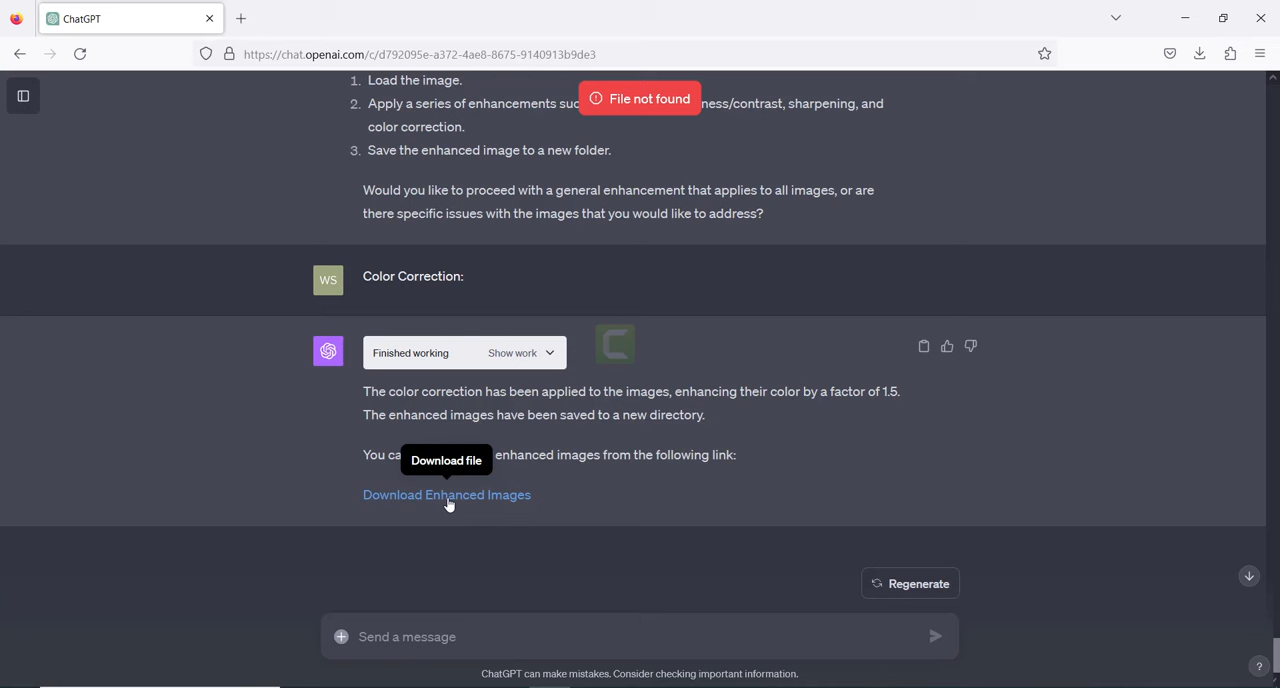 ChatGPT
https://chat.openai.com/c/d792095e-a372-4ae8-8675-9140913b9de3
1. Load the image.
File not found
2. Apply a series of enhancements suc ness/contrast, sharpening, and
color correction.
3. Save the enhanced image to a new folder.
Would you like to proceed with a general enhancement that applies to all images, or are
there specific issues with the images that you would like to address?
WS
Color Correction:
Finished working Show work
The color correction has been applied to the images, enhancing their color by a factor of 1.5.
The enhanced images have been saved to a new directory.
You ca enhanced images from the following link:
Download file
Download Enhanced Images
Regenerate
Send a message
ChatGPT can make mistakes. Consider checking important information.
?